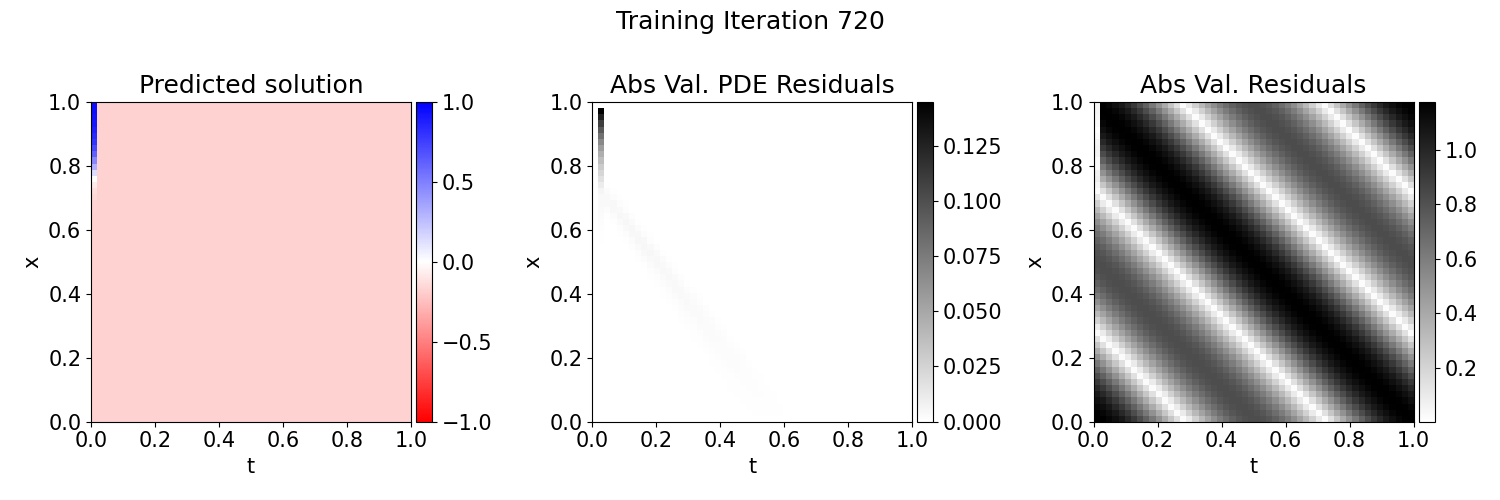 Training Iteration 720
Predicted solution
1.0
0.8
0.6
0.4
0.2
0.0
x
0.0 0.2 0.4 0.6 0.8 1.0
t
1.0
0.5
0.0
−0.5
−1.0
Abs Val. PDE Residuals
1.0
0.8
0.6
0.4
0.2
0.0
x
0.0 0.2 0.4 0.6 0.8 1.0
t
0.125
0.100
0.075
0.050
0.025
0.000
Abs Val. Residuals
1.0
0.8
0.6
0.4
0.2
0.0
x
0.0 0.2 0.4 0.6 0.8 1.0
t
1.0
0.8
0.6
0.4
0.2